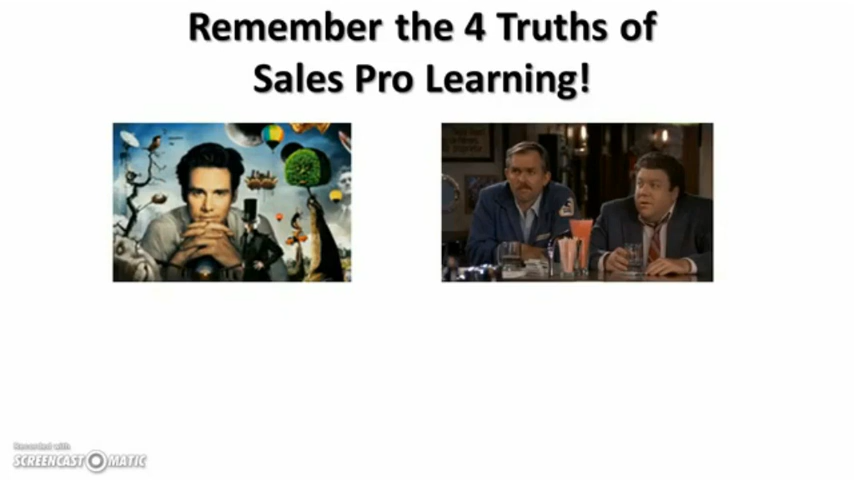 Remember the 4 Truths of
Sales Pro Learning!
Recorded with
SCREENCAST-O-MATIC